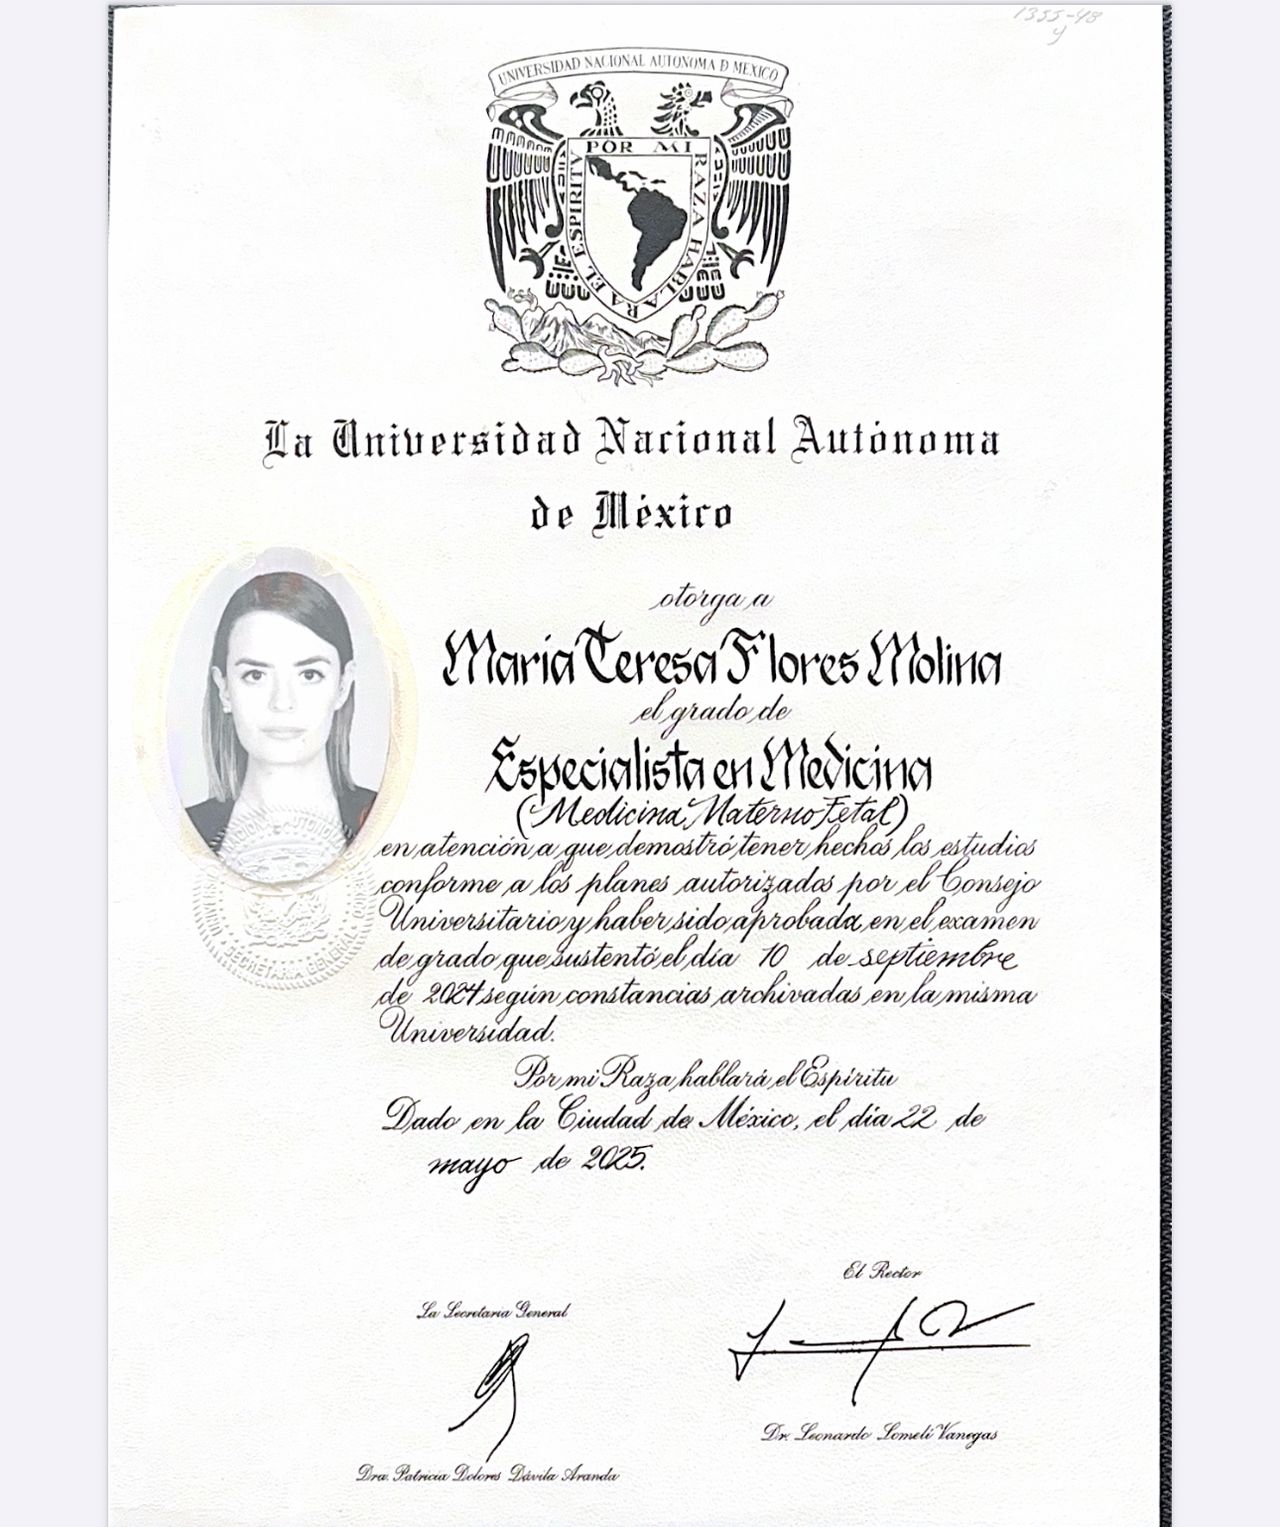 1355-48
y
UNIVERSIDAD NACIONAL AUTONOMA D MEXICO
POR MI RAZA HABLARA EL ESPIRITU
La Universidad Nacional Autónoma
de México
otorga a
María Teresa Flores Molina
el grado de
Especialista en Medicina
(Medicina Materno Fetal)
en atención a que demostró tener hechos los estudios
conforme a los planes autorizados por el Consejo
Universitario y haber sido aprobada en el examen
de grado que sustentó el día 10 de septiembre
de 2024 según constancias archivadas en la misma
Universidad.
Por mi Raza hablará el Espíritu
Dado en la Ciudad de México, el día 22 de
mayo de 2025.
El Rector
La Secretaria General
Dr. Leonardo Lomelí Vanegas
Dra. Patricia Dolores Dávila Aranda
SECRETARIA GENERAL